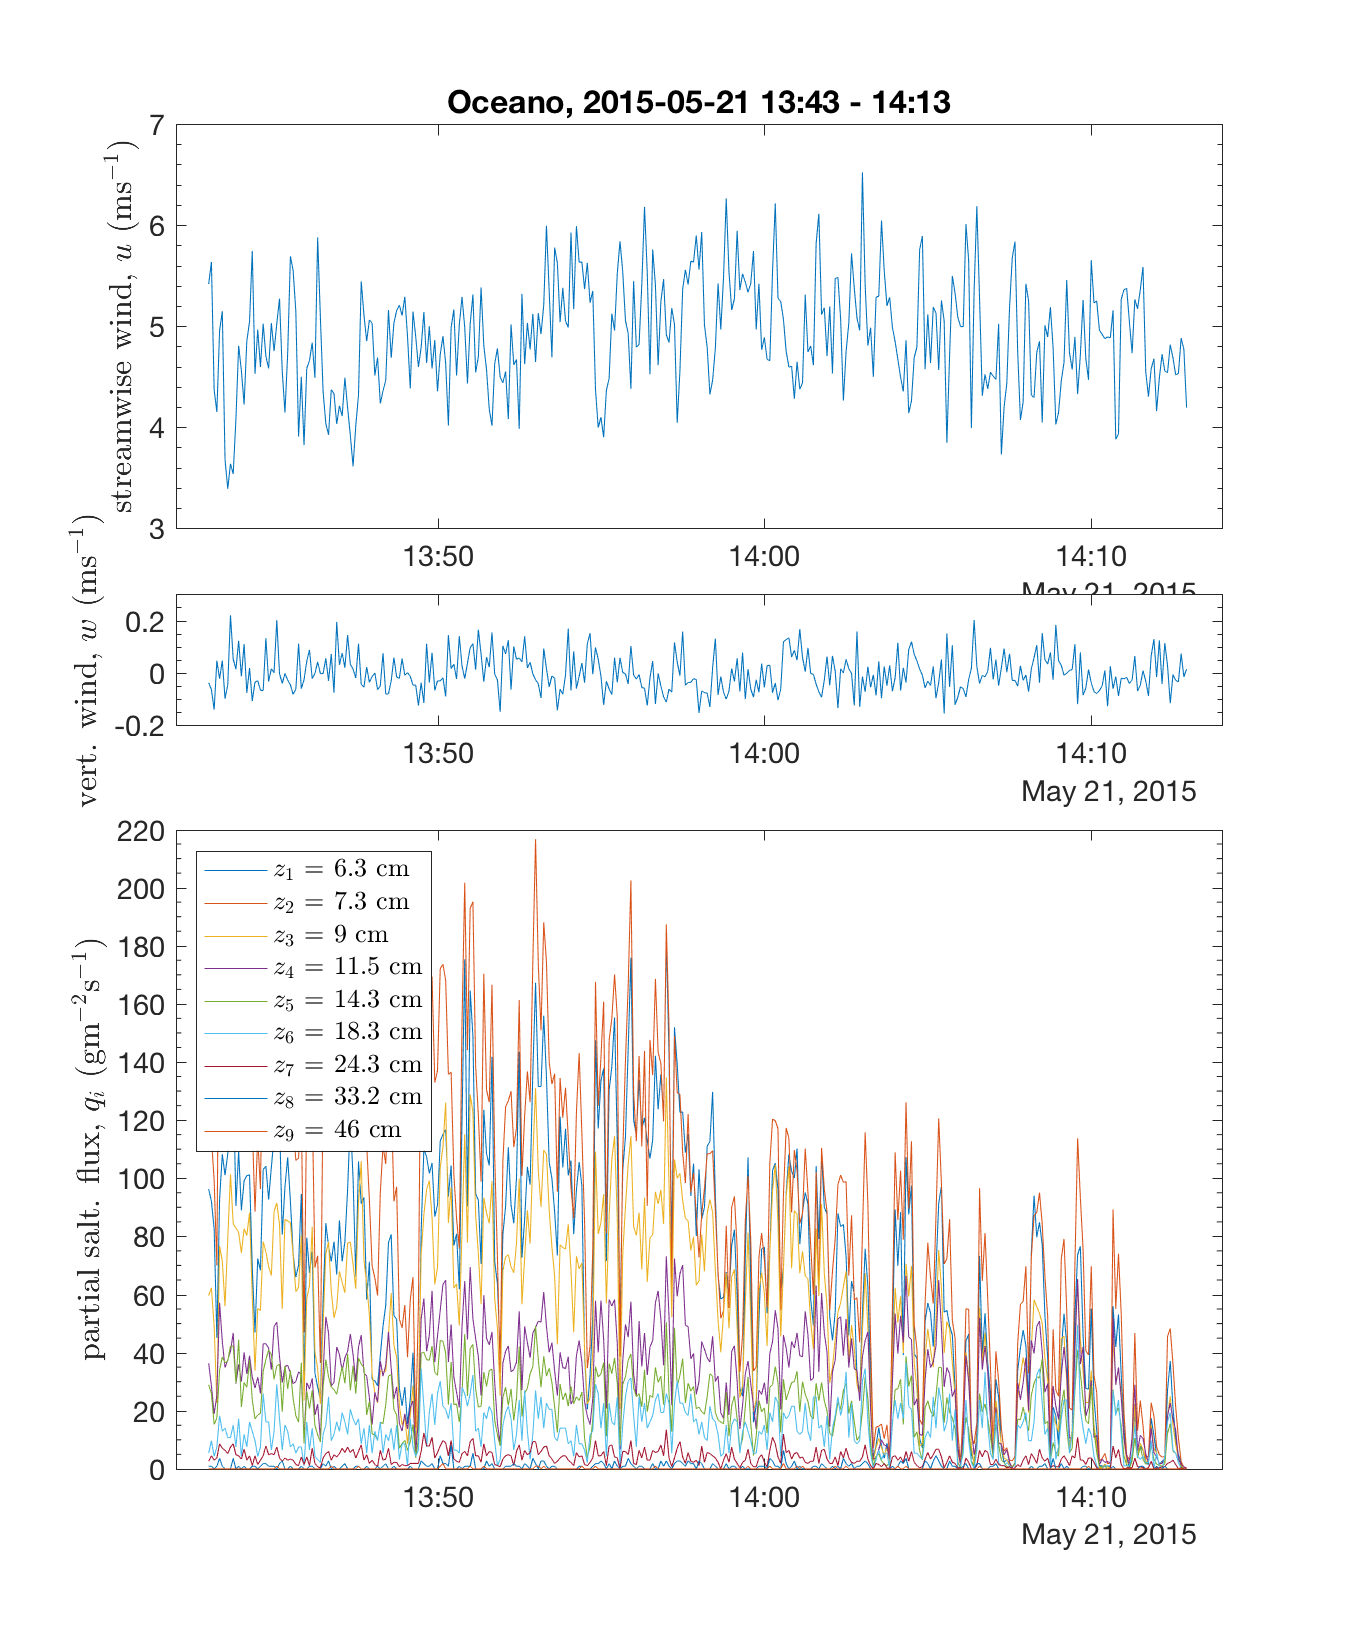 Oceano, 2015-05-21 13:43 - 14:13
streamwise wind, u (ms⁻¹)
7
6
5
4
3
13:50 14:00 14:10
May 21, 2015
vert. wind, w (ms⁻¹)
0.2
0
-0.2
13:50 14:00 14:10
May 21, 2015
partial salt. flux, qᵢ (gm⁻²s⁻¹)
220
200
180
160
140
120
100
80
60
40
20
0
z₁ = 6.3 cm
z₂ = 7.3 cm
z₃ = 9 cm
z₄ = 11.5 cm
z₅ = 14.3 cm
z₆ = 18.3 cm
z₇ = 24.3 cm
z₈ = 33.2 cm
z₉ = 46 cm
13:50 14:00 14:10
May 21, 2015